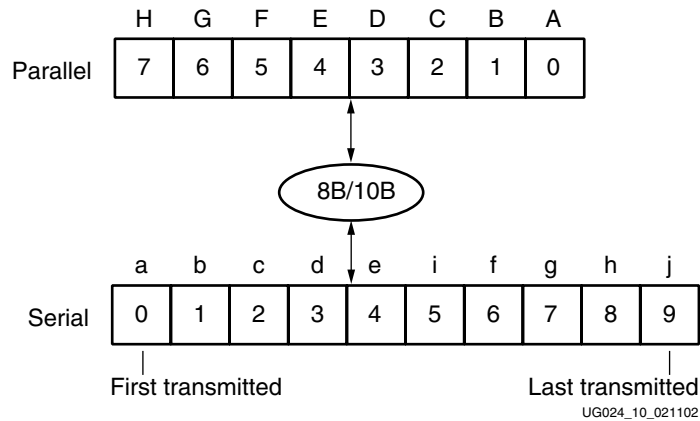 H G F E D C B A
Parallel 7 6 5 4 3 2 1 0
8B/10B
a b c d e i f g h j
Serial 0 1 2 3 4 5 6 7 8 9
First transmitted Last transmitted
UG024_10_021102